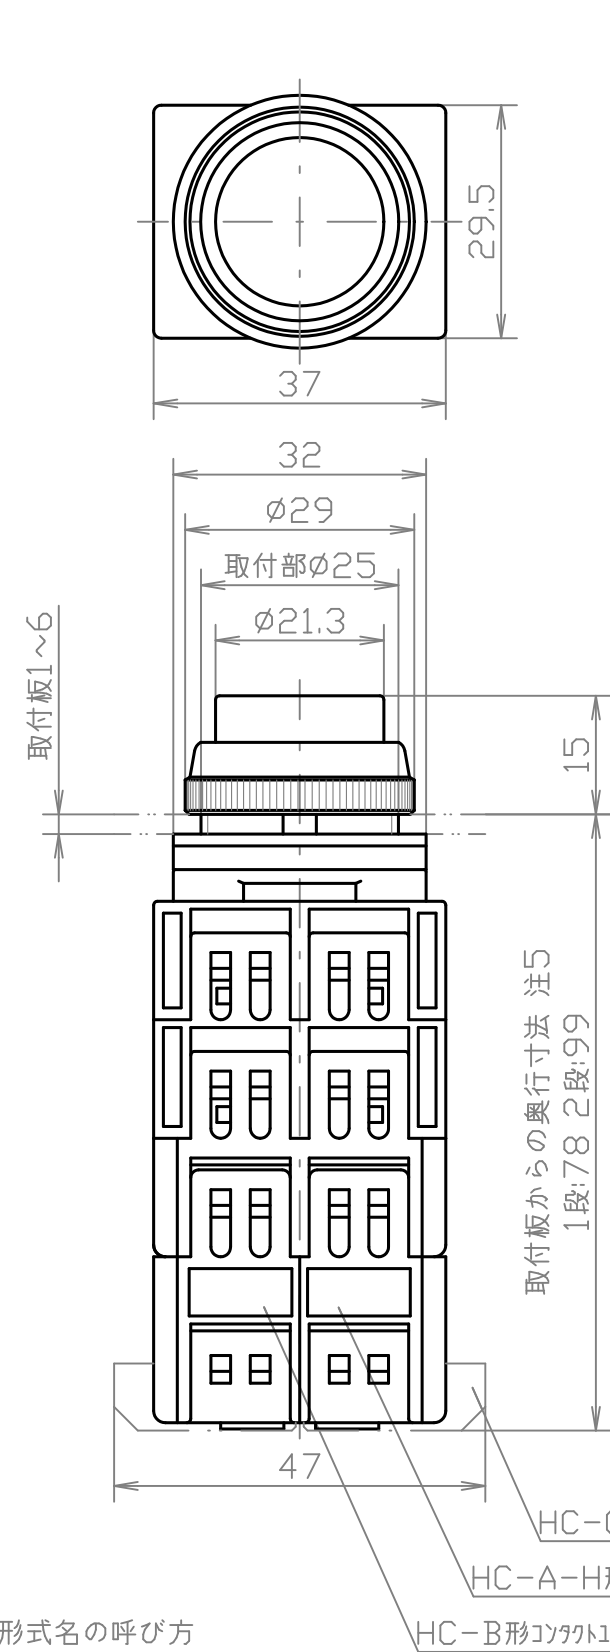 29.5
37
32
ø29
取付部ø25
ø21.3
取付板1~6
15
取付板からの奥行寸法 注5
1段:78 2段:99
47
HC-
HC-A-H形
HC-B形コンタクトユ
形式名の呼び方